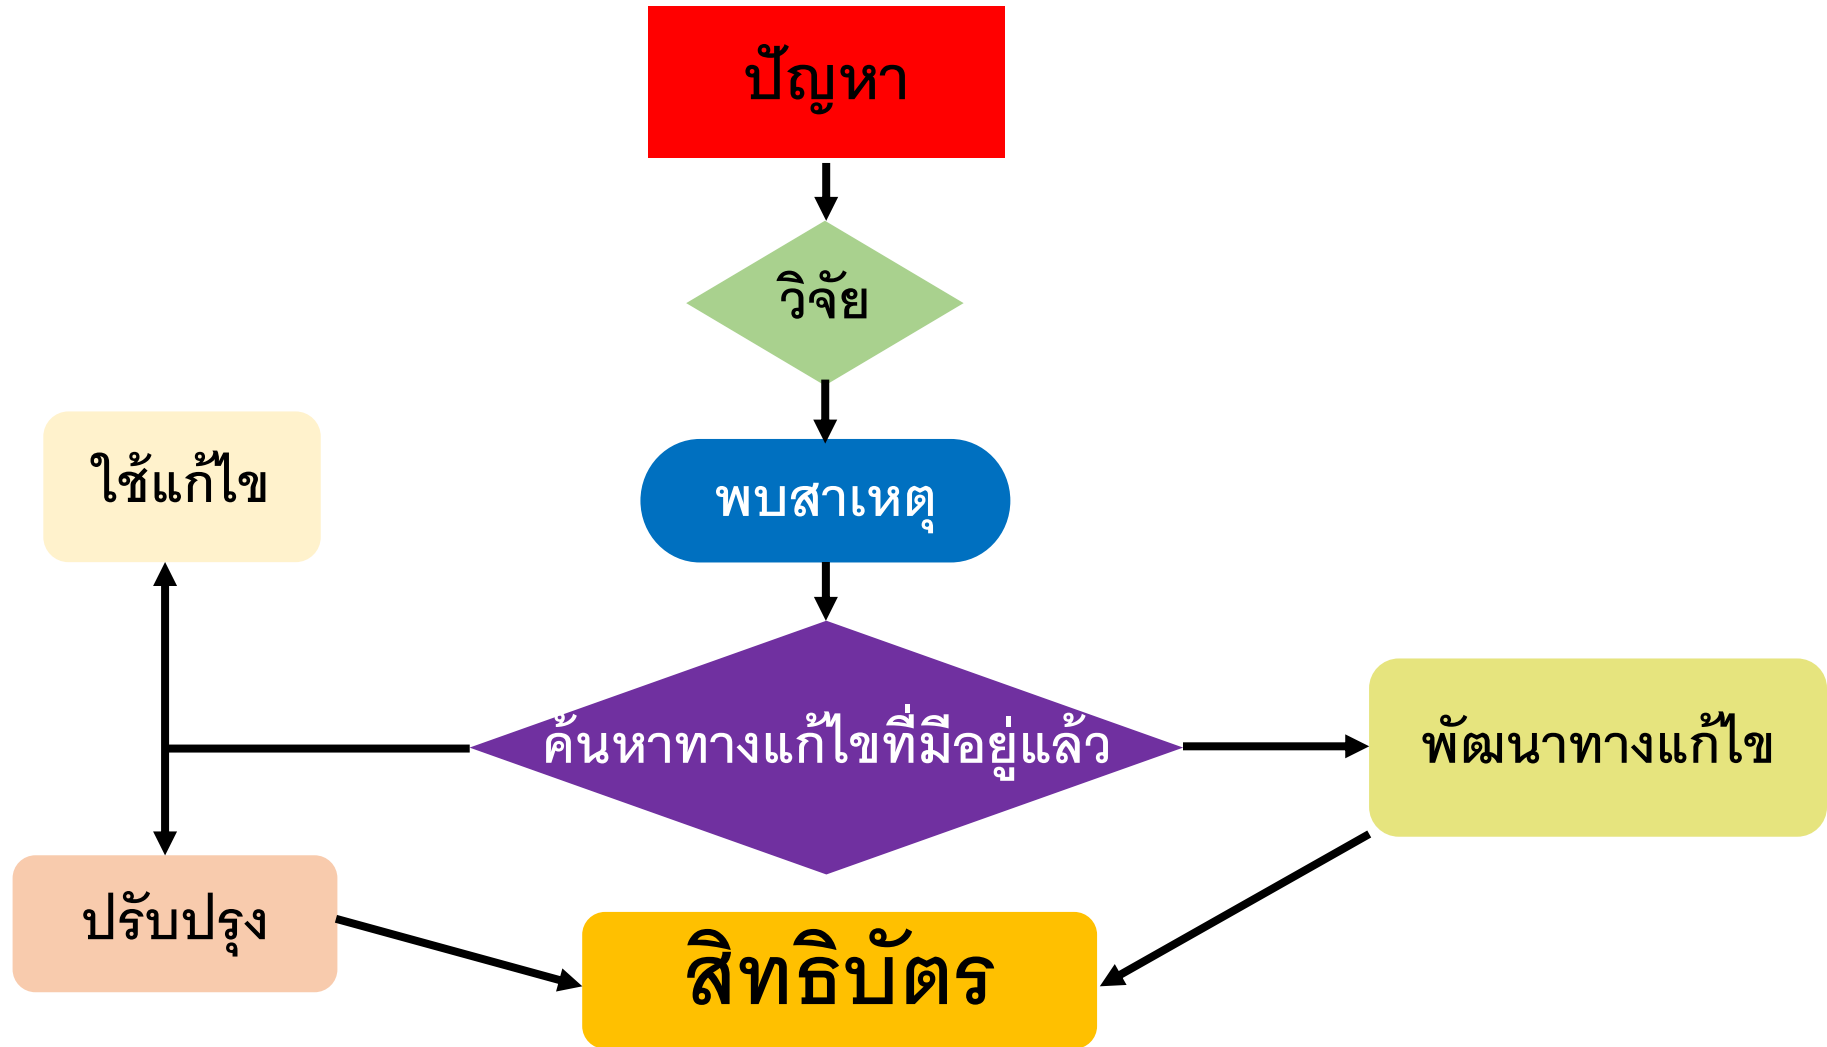 ปัญหา
วิจัย
พบสาเหตุ
ใช้แก้ไข
ค้นหาทางแก้ไขที่มีอยู่แล้ว
พัฒนาทางแก้ไข
ปรับปรุง
สิทธิบัตร